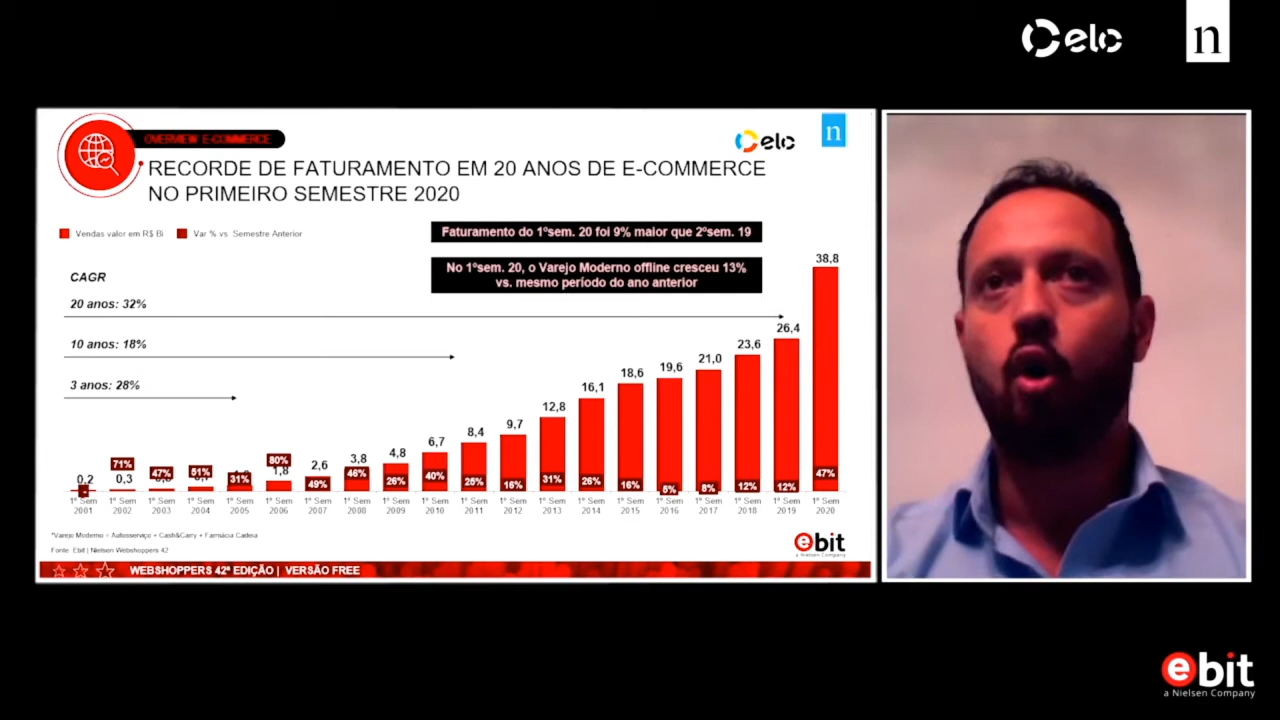 elo n
OVERVIEW E-COMMERCE
elo n
RECORDE DE FATURAMENTO EM 20 ANOS DE E-COMMERCE
NO PRIMEIRO SEMESTRE 2020
Vendas valor em R$ Bi Var % vs Semestre Anterior
Faturamento do 1ºsem. 20 foi 9% maior que 2ºsem. 19
No 1ºsem. 20, o Varejo Moderno offline cresceu 13%
vs. mesmo período do ano anterior
CAGR
20 anos: 32%
10 anos: 18%
3 anos: 28%
0,2 0,3 1,8 2,6 3,8 4,8 6,7 8,4 9,7 12,8 16,1 18,6 19,6 21,0 23,6 26,4 38,8
71% 47% 51% 31% 80% 49% 46% 26% 40% 16% 31% 26% 16% 8% 12% 12% 47%
1º Sem 1º Sem 1º Sem 1º Sem 1º Sem 1º Sem 1º Sem 1º Sem 1º Sem 1º Sem 1º Sem 1º Sem 1º Sem 1º Sem 1º Sem 1º Sem 1º Sem 1º Sem 1º Sem 1º Sem
2001 2002 2003 2004 2005 2006 2007 2008 2009 2010 2011 2012 2013 2014 2015 2016 2017 2018 2019 2020
*Varejo Moderno = Autosserviço + Cash&Carry + Farmácia Cadeia
Fonte Ebit | Nielsen Webshoppers 42
ebit
a Nielsen Company
WEBSHOPPERS 42ª EDIÇÃO | VERSÃO FREE
ebit
a Nielsen Company